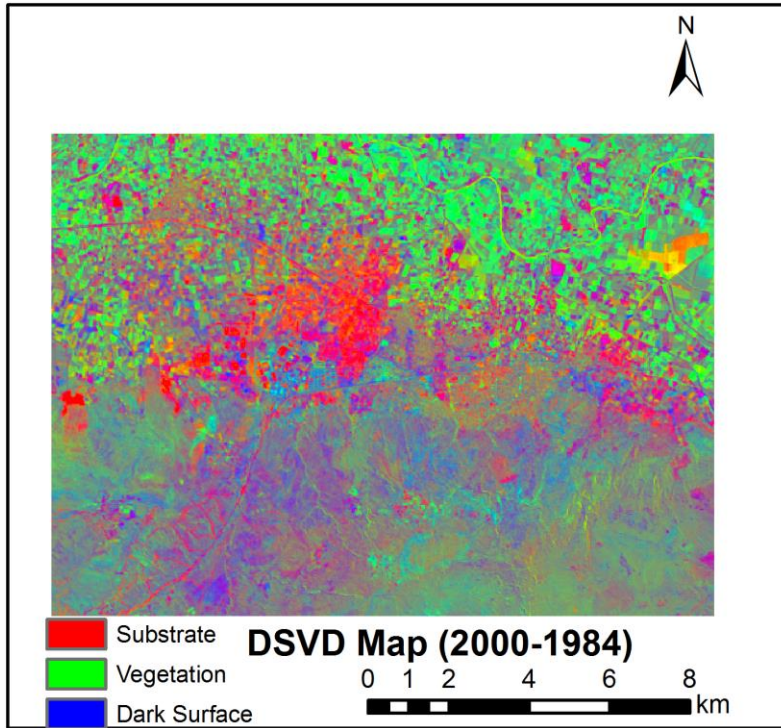 N
Substrate
DSVD Map (2000-1984)
Vegetation
0 1 2 4 6 8
km
Dark Surface